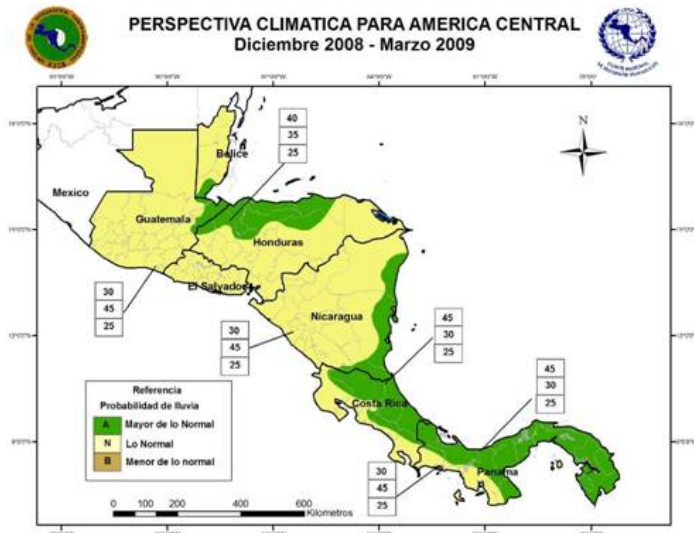 PERSPECTIVA CLIMATICA PARA AMERICA CENTRAL
Diciembre 2008 - Marzo 2009
N
40
35
25
Belice
Mexico
Guatemala
Honduras
El Salvador
30
45
25
Nicaragua
30
45
25
45
30
25
45
30
25
Costa Rica
Panama
30
45
25
Referencia
Probabilidad de lluvia
A Mayor de lo Normal
N Lo Normal
B Menor de lo normal
0 100 200 400 600
Kilometros